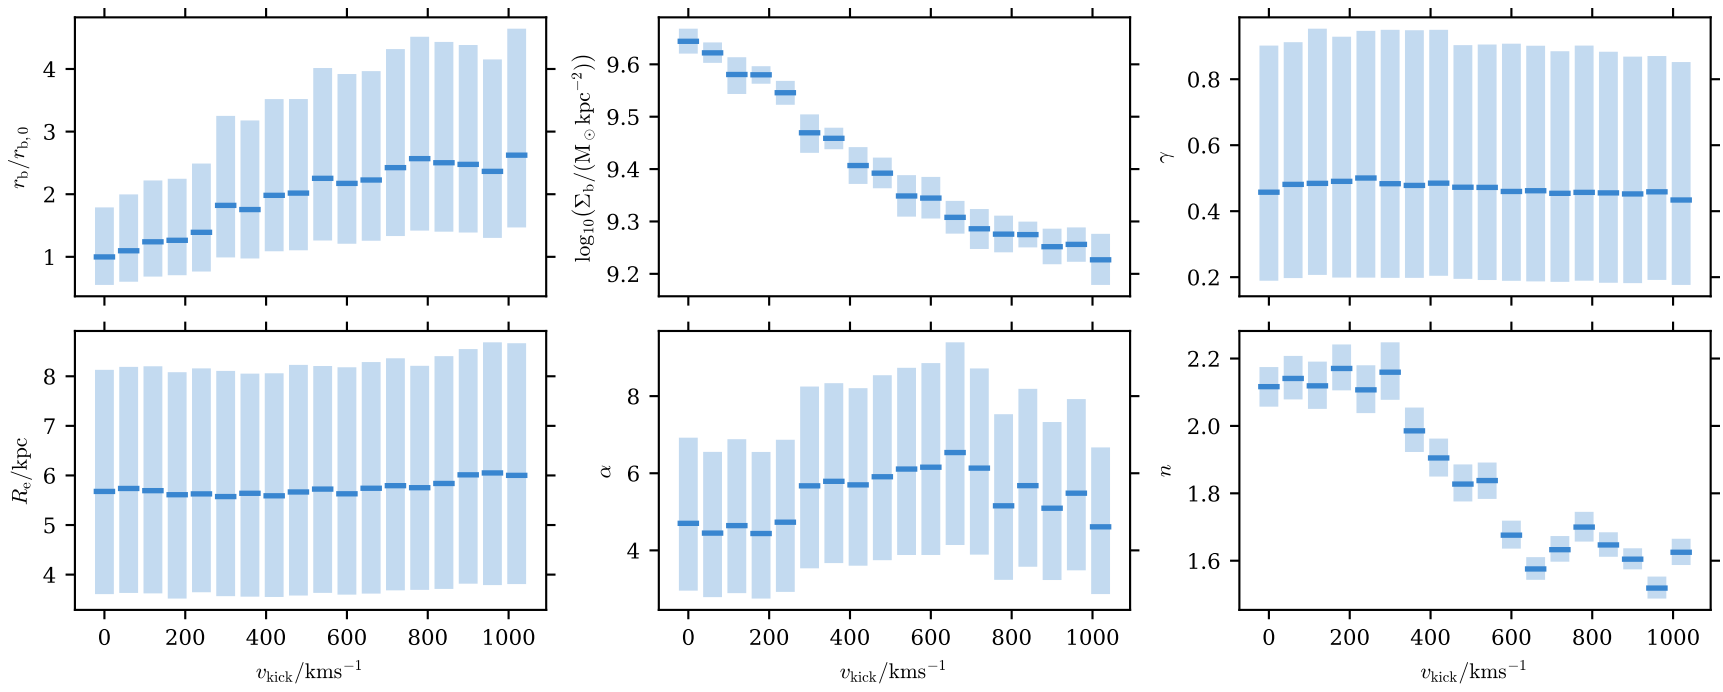 4
3
2
1
r_b/r_{b,0}
9.6
9.5
9.4
9.3
9.2
log₁₀(Σ_b/(M_⊙kpc⁻²))
0.8
0.6
0.4
0.2
γ
8
7
6
5
4
R_e/kpc
0 200 400 600 800 1000
v_kick/kms⁻¹
8
6
4
α
0 200 400 600 800 1000
v_kick/kms⁻¹
2.2
2.0
1.8
1.6
n
0 200 400 600 800 1000
v_kick/kms⁻¹